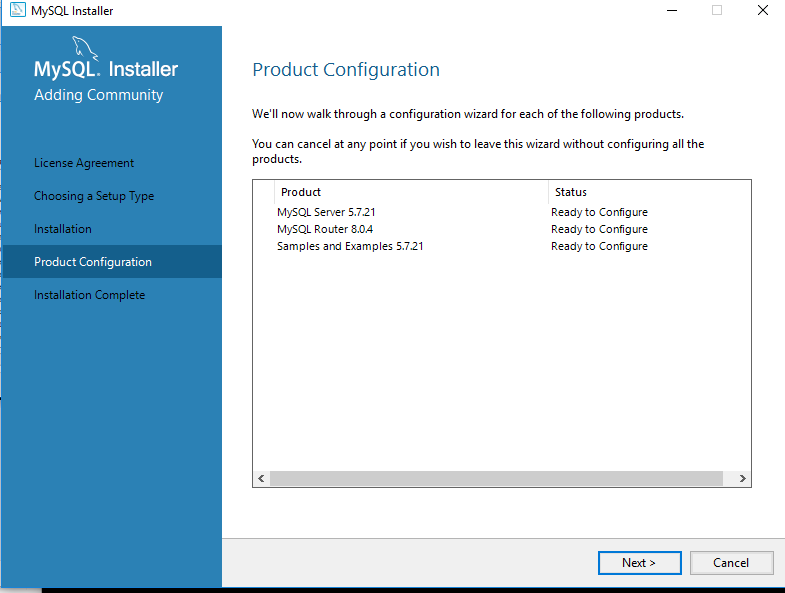 MySQL Installer
MySQL. Installer
Adding Community
License Agreement
Choosing a Setup Type
Installation
Product Configuration
Installation Complete
Product Configuration
We'll now walk through a configuration wizard for each of the following products.
You can cancel at any point if you wish to leave this wizard without configuring all the
products.
Product Status
MySQL Server 5.7.21 Ready to Configure
MySQL Router 8.0.4 Ready to Configure
Samples and Examples 5.7.21 Ready to Configure
Next >
Cancel